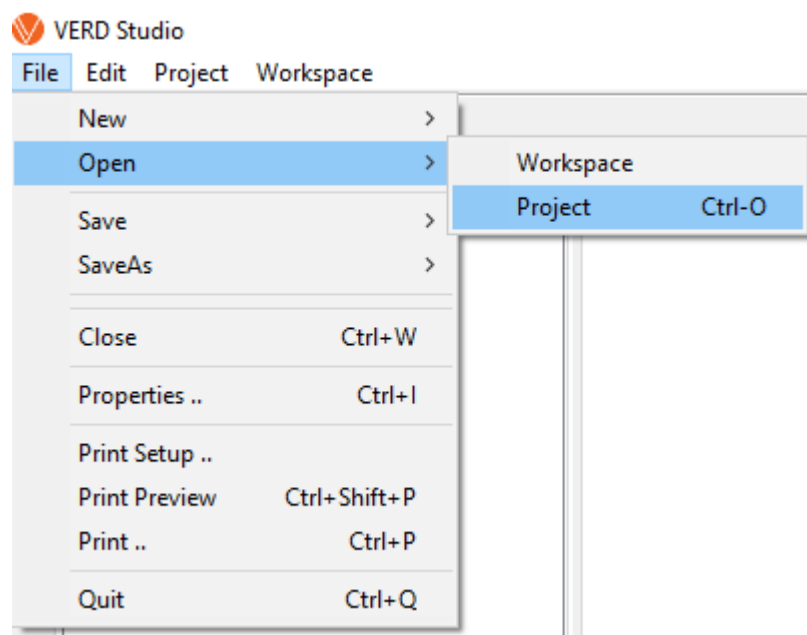 VERD Studio
File Edit Project Workspace
New
Open
Workspace
Project Ctrl-O
Save
SaveAs
Close Ctrl+W
Properties .. Ctrl+I
Print Setup ..
Print Preview Ctrl+Shift+P
Print .. Ctrl+P
Quit Ctrl+Q